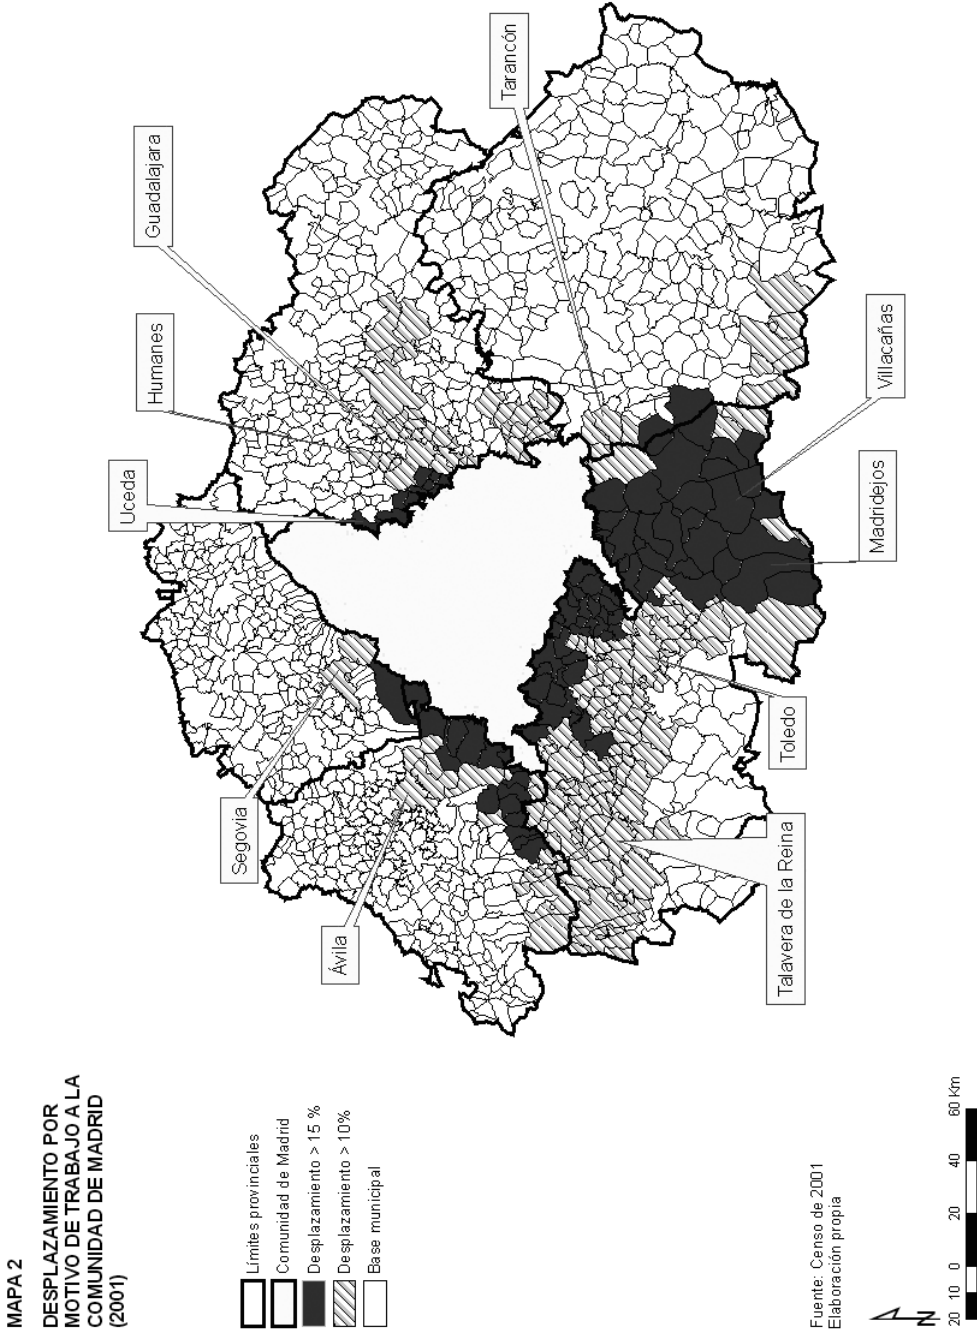 MAPA 2
DESPLAZAMIENTO POR
MOTIVO DE TRABAJO A LA
COMUNIDAD DE MADRID
(2001)
Límites provinciales
Comunidad de Madrid
Desplazamiento > 15 %
Desplazamiento > 10%
Base municipal
Fuente: Censo de 2001
Elaboración propia
N
20 10 0 20 40 60 Km
Ávila
Segovia
Uceda
Humanes
Guadalajara
Tarancón
Talavera de la Reina
Toledo
Madridejos
Villacañas